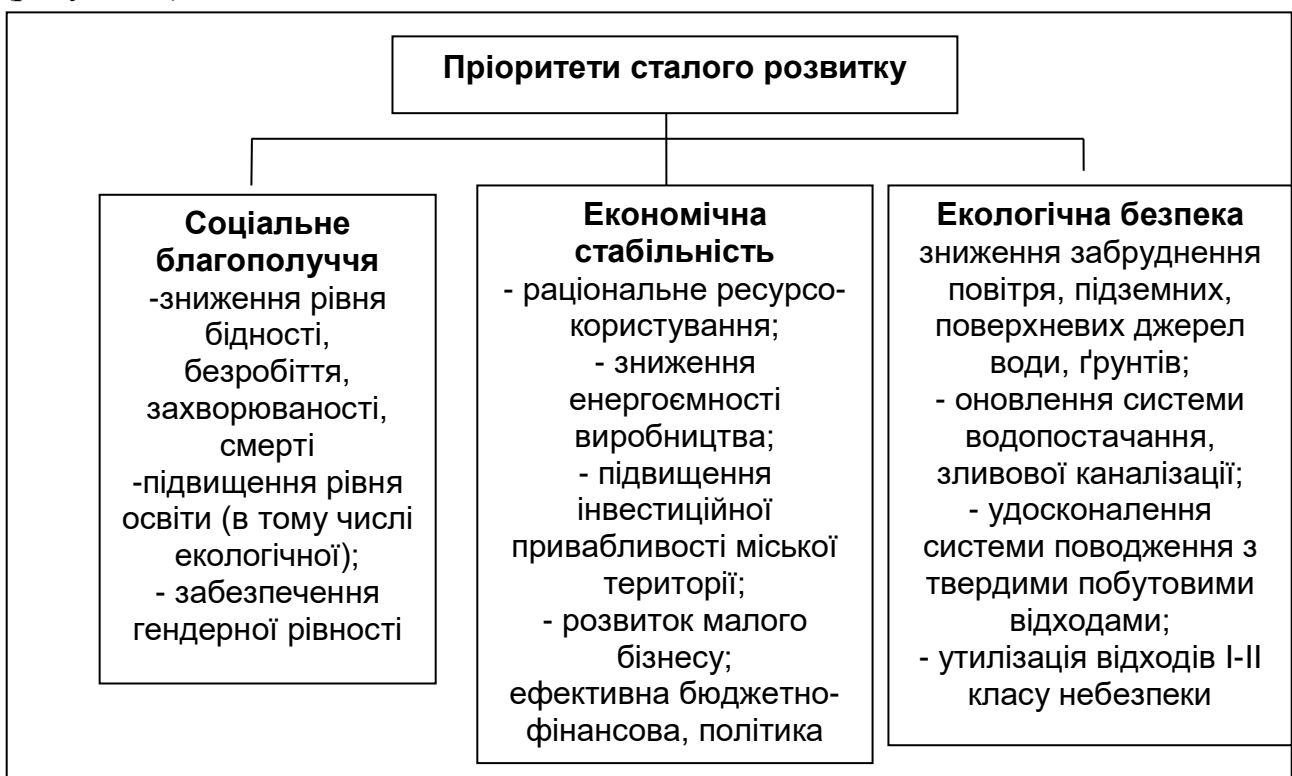 Пріоритети сталого розвитку
Соціальне
благополуччя
-зниження рівня
бідності,
безробіття,
захворюваності,
смерті
-підвищення рівня
освіти (в тому числі
екологічної);
- забезпечення
гендерної рівності
Економічна
стабільність
- раціональне ресурсо-
користування;
- зниження
енергоємності
виробництва;
- підвищення
інвестиційної
привабливості міської
території;
- розвиток малого
бізнесу;
ефективна бюджетно-
фінансова, політика
Екологічна безпека
зниження забруднення
повітря, підземних,
поверхневих джерел
води, ґрунтів;
- оновлення системи
водопостачання,
зливової каналізації;
- удосконалення
системи поводження з
твердими побутовими
відходами;
- утилізація відходів І-ІІ
класу небезпеки